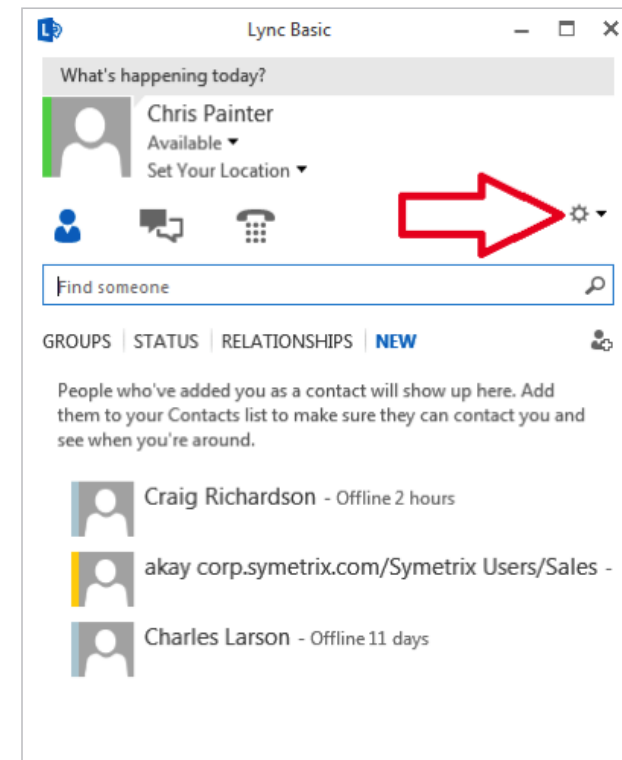 Lync Basic
What's happening today?
Chris Painter
Available
Set Your Location
Find someone
GROUPS STATUS RELATIONSHIPS NEW
People who've added you as a contact will show up here. Add
them to your Contacts list to make sure they can contact you and
see when you're around.
Craig Richardson - Offline 2 hours
akay corp.symetrix.com/Symetrix Users/Sales -
Charles Larson - Offline 11 days